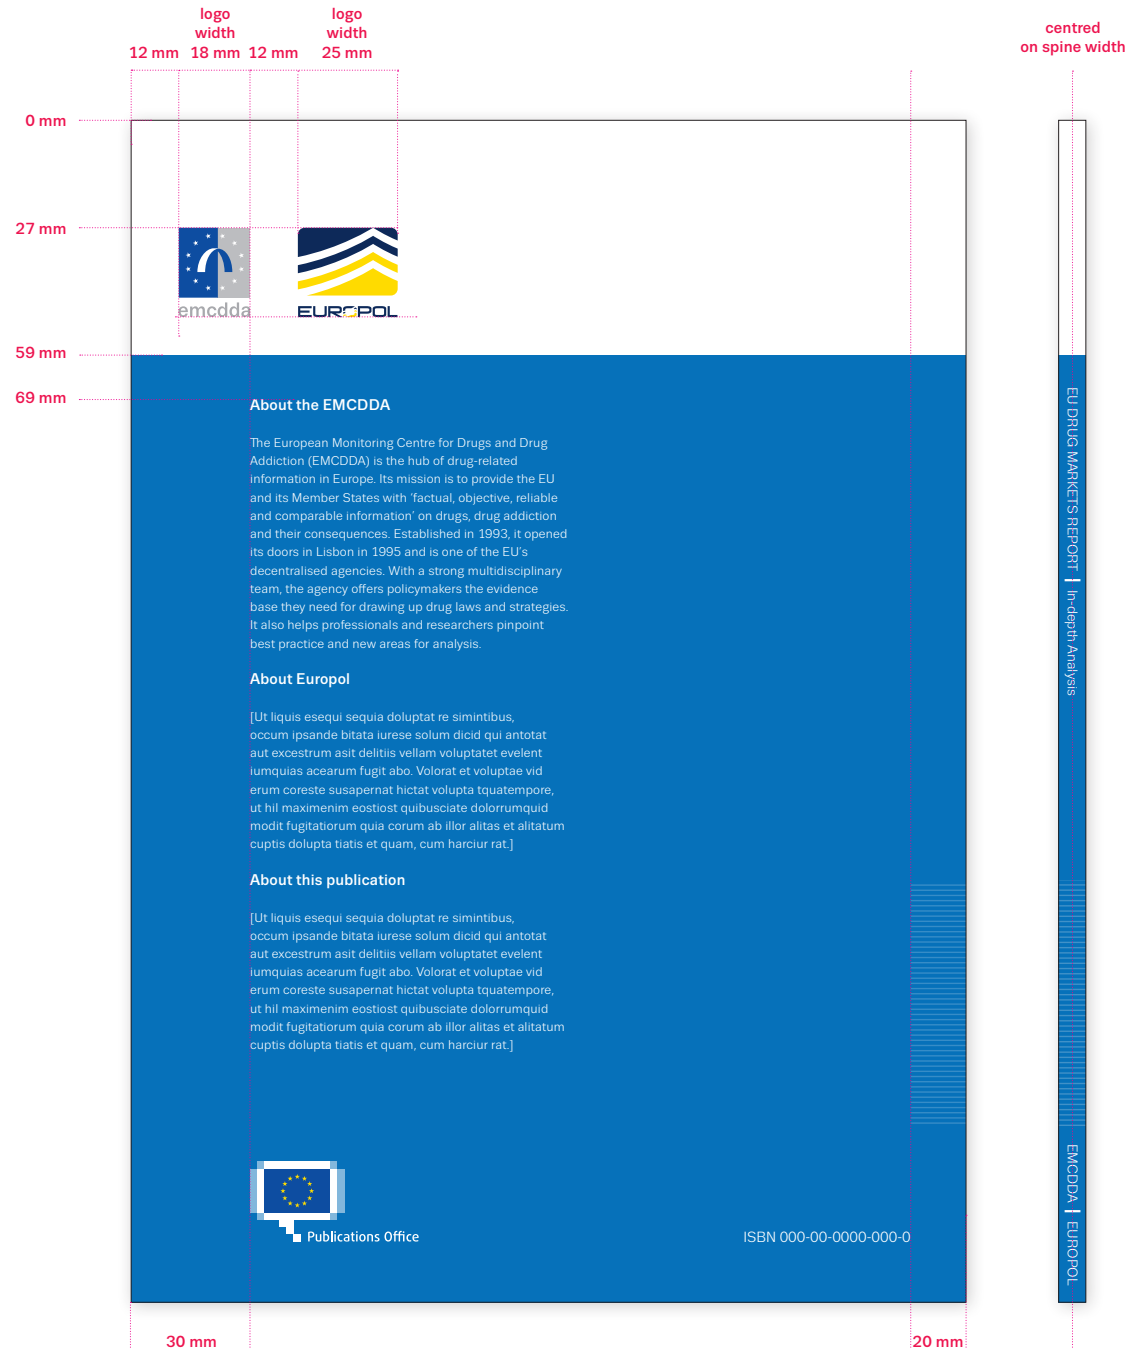 logo
width
18 mm
logo
width
25 mm
12 mm
12 mm
centred
on spine width
0 mm
27 mm
emcdda
EUROPOL
59 mm
69 mm
About the EMCDDA
The European Monitoring Centre for Drugs and Drug
Addiction (EMCDDA) is the hub of drug-related
information in Europe. Its mission is to provide the EU
and its Member States with 'factual, objective, reliable
and comparable information' on drugs, drug addiction
and their consequences. Established in 1993, it opened
its doors in Lisbon in 1995 and is one of the EU's
decentralised agencies. With a strong multidisciplinary
team, the agency offers policymakers the evidence
base they need for drawing up drug laws and strategies.
It also helps professionals and researchers pinpoint
best practice and new areas for analysis.
About Europol
[Ut liquis esequi sequia doluptat re simintibus,
occum ipsande bitata iurese solum dicid qui antotat
aut excestrum asit delitiis vellam voluptatet evelent
iumquias acearum fugit abo. Volorat et voluptae vid
erum coreste susapernat hictat volupta tquatempore,
ut hil maximenim eostiost quibusciate dolorrumquid
modit fugitatiorum quia corum ab illor alitas et alitatum
cuptis dolupta tiatis et quam, cum harciur rat.]
About this publication
[Ut liquis esequi sequia doluptat re simintibus,
occum ipsande bitata iurese solum dicid qui antotat
aut excestrum asit delitiis vellam voluptatet evelent
iumquias acearum fugit abo. Volorat et voluptae vid
erum coreste susapernat hictat volupta tquatempore,
ut hil maximenim eostiost quibusciate dolorrumquid
modit fugitatiorum quia corum ab illor alitas et alitatum
cuptis dolupta tiatis et quam, cum harciur rat.]
Publications Office
ISBN 000-00-0000-000-0
30 mm
20 mm
EU DRUG MARKETS REPORT | In-depth Analysis
EMCDDA | EUROPOL